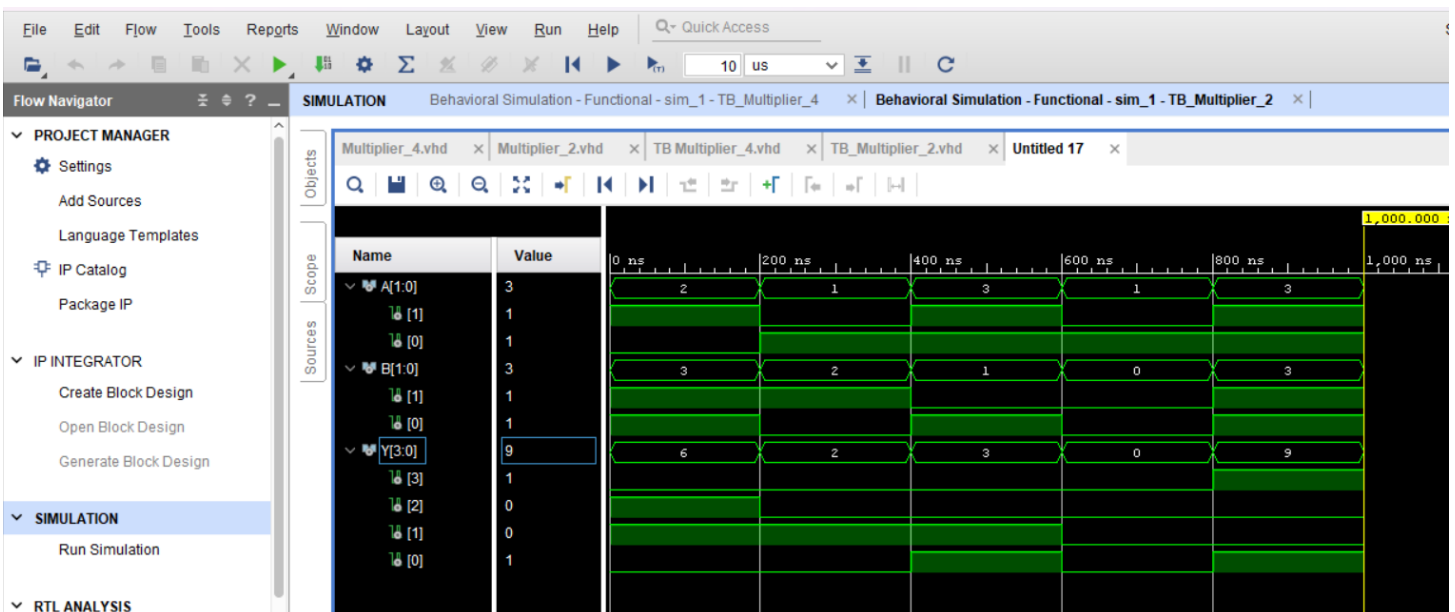 File Edit Flow Tools Reports Window Layout View Run Help Quick Access
10 us
Flow Navigator ? SIMULATION Behavioral Simulation - Functional - sim_1 - TB_Multiplier_4 Behavioral Simulation - Functional - sim_1 - TB_Multiplier_2
PROJECT MANAGER
Settings
Add Sources
Language Templates
IP Catalog
Package IP
IP INTEGRATOR
Create Block Design
Open Block Design
Generate Block Design
SIMULATION
Run Simulation
RTL ANALYSIS
Objects
Scope
Sources
Multiplier_4.vhd Multiplier_2.vhd TB Multiplier_4.vhd TB_Multiplier_2.vhd Untitled 17
1,000.000
Name Value 0 ns 200 ns 400 ns 600 ns 800 ns 1,000 ns
A[1:0] 3 2 1 3 1 3
[1] 1
[0] 1
B[1:0] 3 3 2 1 0 3
[1] 1
[0] 1
Y[3:0] 9 6 2 3 0 9
[3] 1
[2] 0
[1] 0
[0] 1